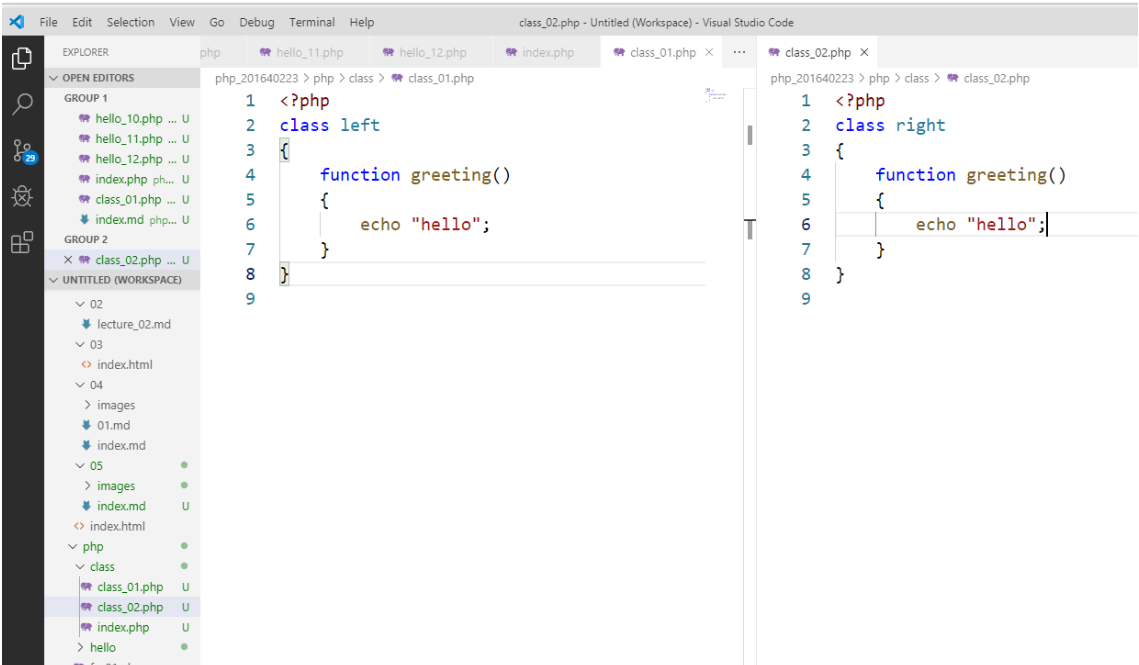 File Edit Selection View Go Debug Terminal Help class_02.php - Untitled (Workspace) - Visual Studio Code
EXPLORER
OPEN EDITORS
GROUP 1
hello_10.php ... U
hello_11.php ... U
hello_12.php ... U
index.php ph... U
class_01.php ... U
index.md php... U
GROUP 2
class_02.php ... U
UNTITLED (WORKSPACE)
02
lecture_02.md
03
index.html
04
images
01.md
index.md
05
images
index.md U
index.html
php
class
class_01.php U
class_02.php U
index.php U
hello
29
php hello_11.php hello_12.php index.php class_01.php ...
php_201640223 > php > class > class_01.php
1 <?php
2 class left
3 {
4 function greeting()
5 {
6 echo "hello";
7 }
8 }
9
class_02.php
php_201640223 > php > class > class_02.php
1 <?php
2 class right
3 {
4 function greeting()
5 {
6 echo "hello";
7 }
8 }
9